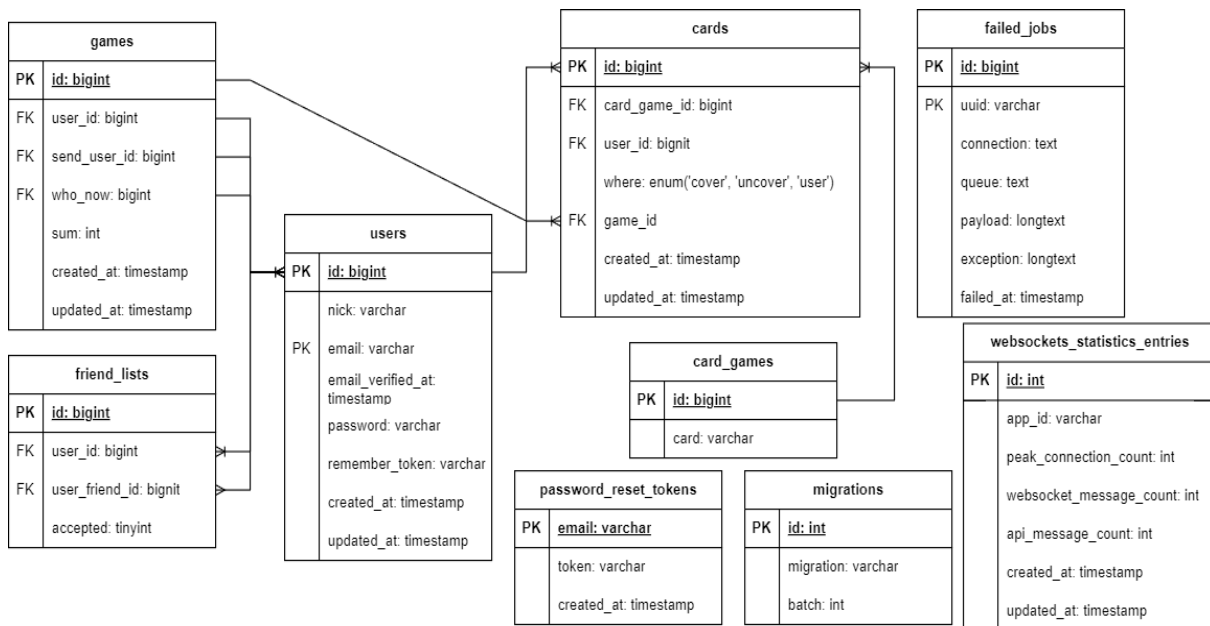 games
PK id: bigint
FK user_id: bigint
FK send_user_id: bigint
FK who_now: bigint
sum: int
created_at: timestamp
updated_at: timestamp
friend_lists
PK id: bigint
FK user_id: bigint
FK user_friend_id: bignit
accepted: tinyint
users
PK id: bigint
nick: varchar
PK email: varchar
email_verified_at:
timestamp
password: varchar
remember_token: varchar
created_at: timestamp
updated_at: timestamp
cards
PK id: bigint
FK card_game_id: bigint
FK user_id: bignit
where: enum('cover', 'uncover', 'user')
FK game_id
created_at: timestamp
updated_at: timestamp
card_games
PK id: bigint
card: varchar
password_reset_tokens
PK email: varchar
token: varchar
created_at: timestamp
migrations
PK id: int
migration: varchar
batch: int
failed_jobs
PK id: bigint
PK uuid: varchar
connection: text
queue: text
payload: longtext
exception: longtext
failed_at: timestamp
websockets_statistics_entries
PK id: int
app_id: varchar
peak_connection_count: int
websocket_message_count: int
api_message_count: int
created_at: timestamp
updated_at: timestamp